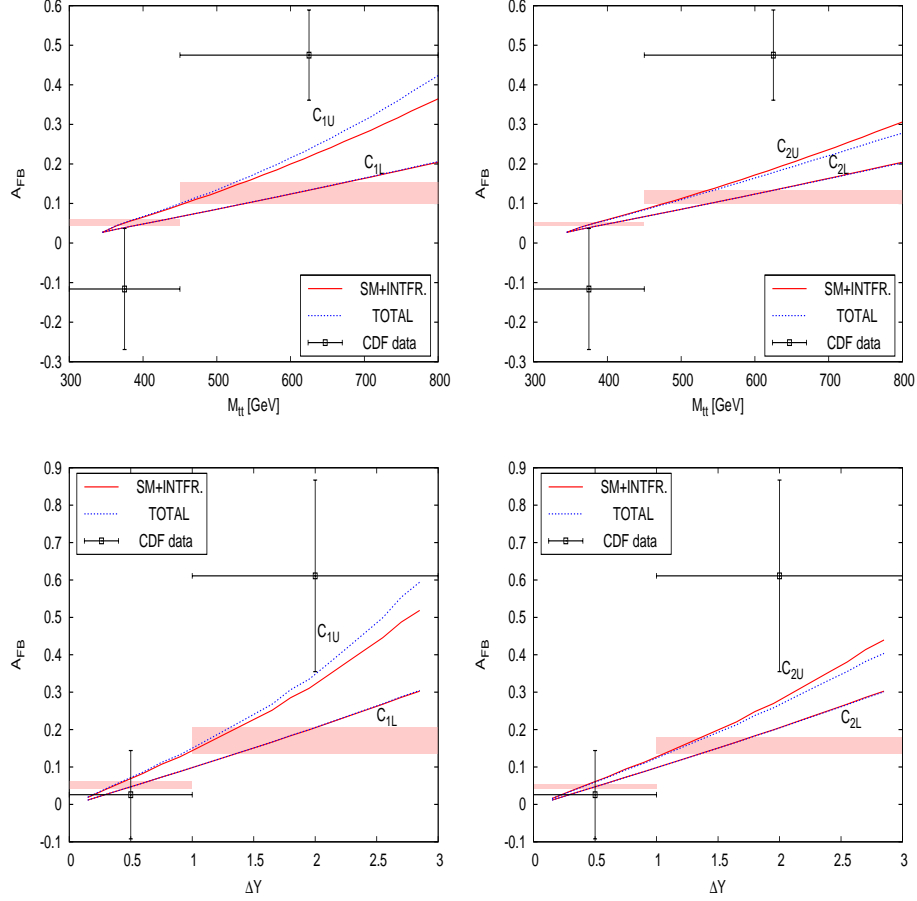 0.6
0.5
0.4
0.3
0.2
0.1
0
-0.1
-0.2
-0.3
A_FB
C_1U
C_1L
SM+INTFR.
TOTAL
CDF data
300 400 500 600 700 800
M_tt [GeV]
0.6
0.5
0.4
0.3
0.2
0.1
0
-0.1
-0.2
-0.3
A_FB
C_2U
C_2L
SM+INTFR.
TOTAL
CDF data
300 400 500 600 700 800
M_tt [GeV]
0.9
0.8
0.7
0.6
0.5
0.4
0.3
0.2
0.1
0
-0.1
A_FB
SM+INTFR.
TOTAL
CDF data
C_1U
C_1L
0 0.5 1 1.5 2 2.5 3
ΔY
0.9
0.8
0.7
0.6
0.5
0.4
0.3
0.2
0.1
0
-0.1
A_FB
SM+INTFR.
TOTAL
CDF data
C_2U
C_2L
0 0.5 1 1.5 2 2.5 3
ΔY